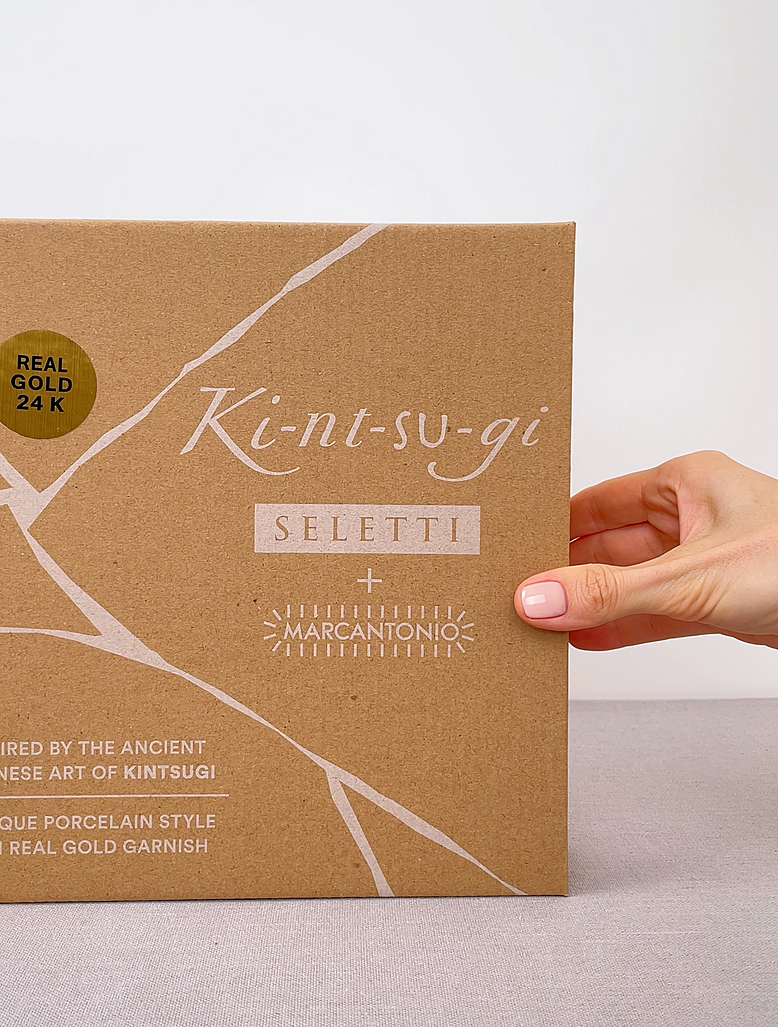 REAL
GOLD
24 K
Ki-nt-su-gi
SELETTI
+
MARCANTONIO
IRED BY THE ANCIENT
NESE ART OF KINTSUGI
QUE PORCELAIN STYLE
REAL GOLD GARNISH